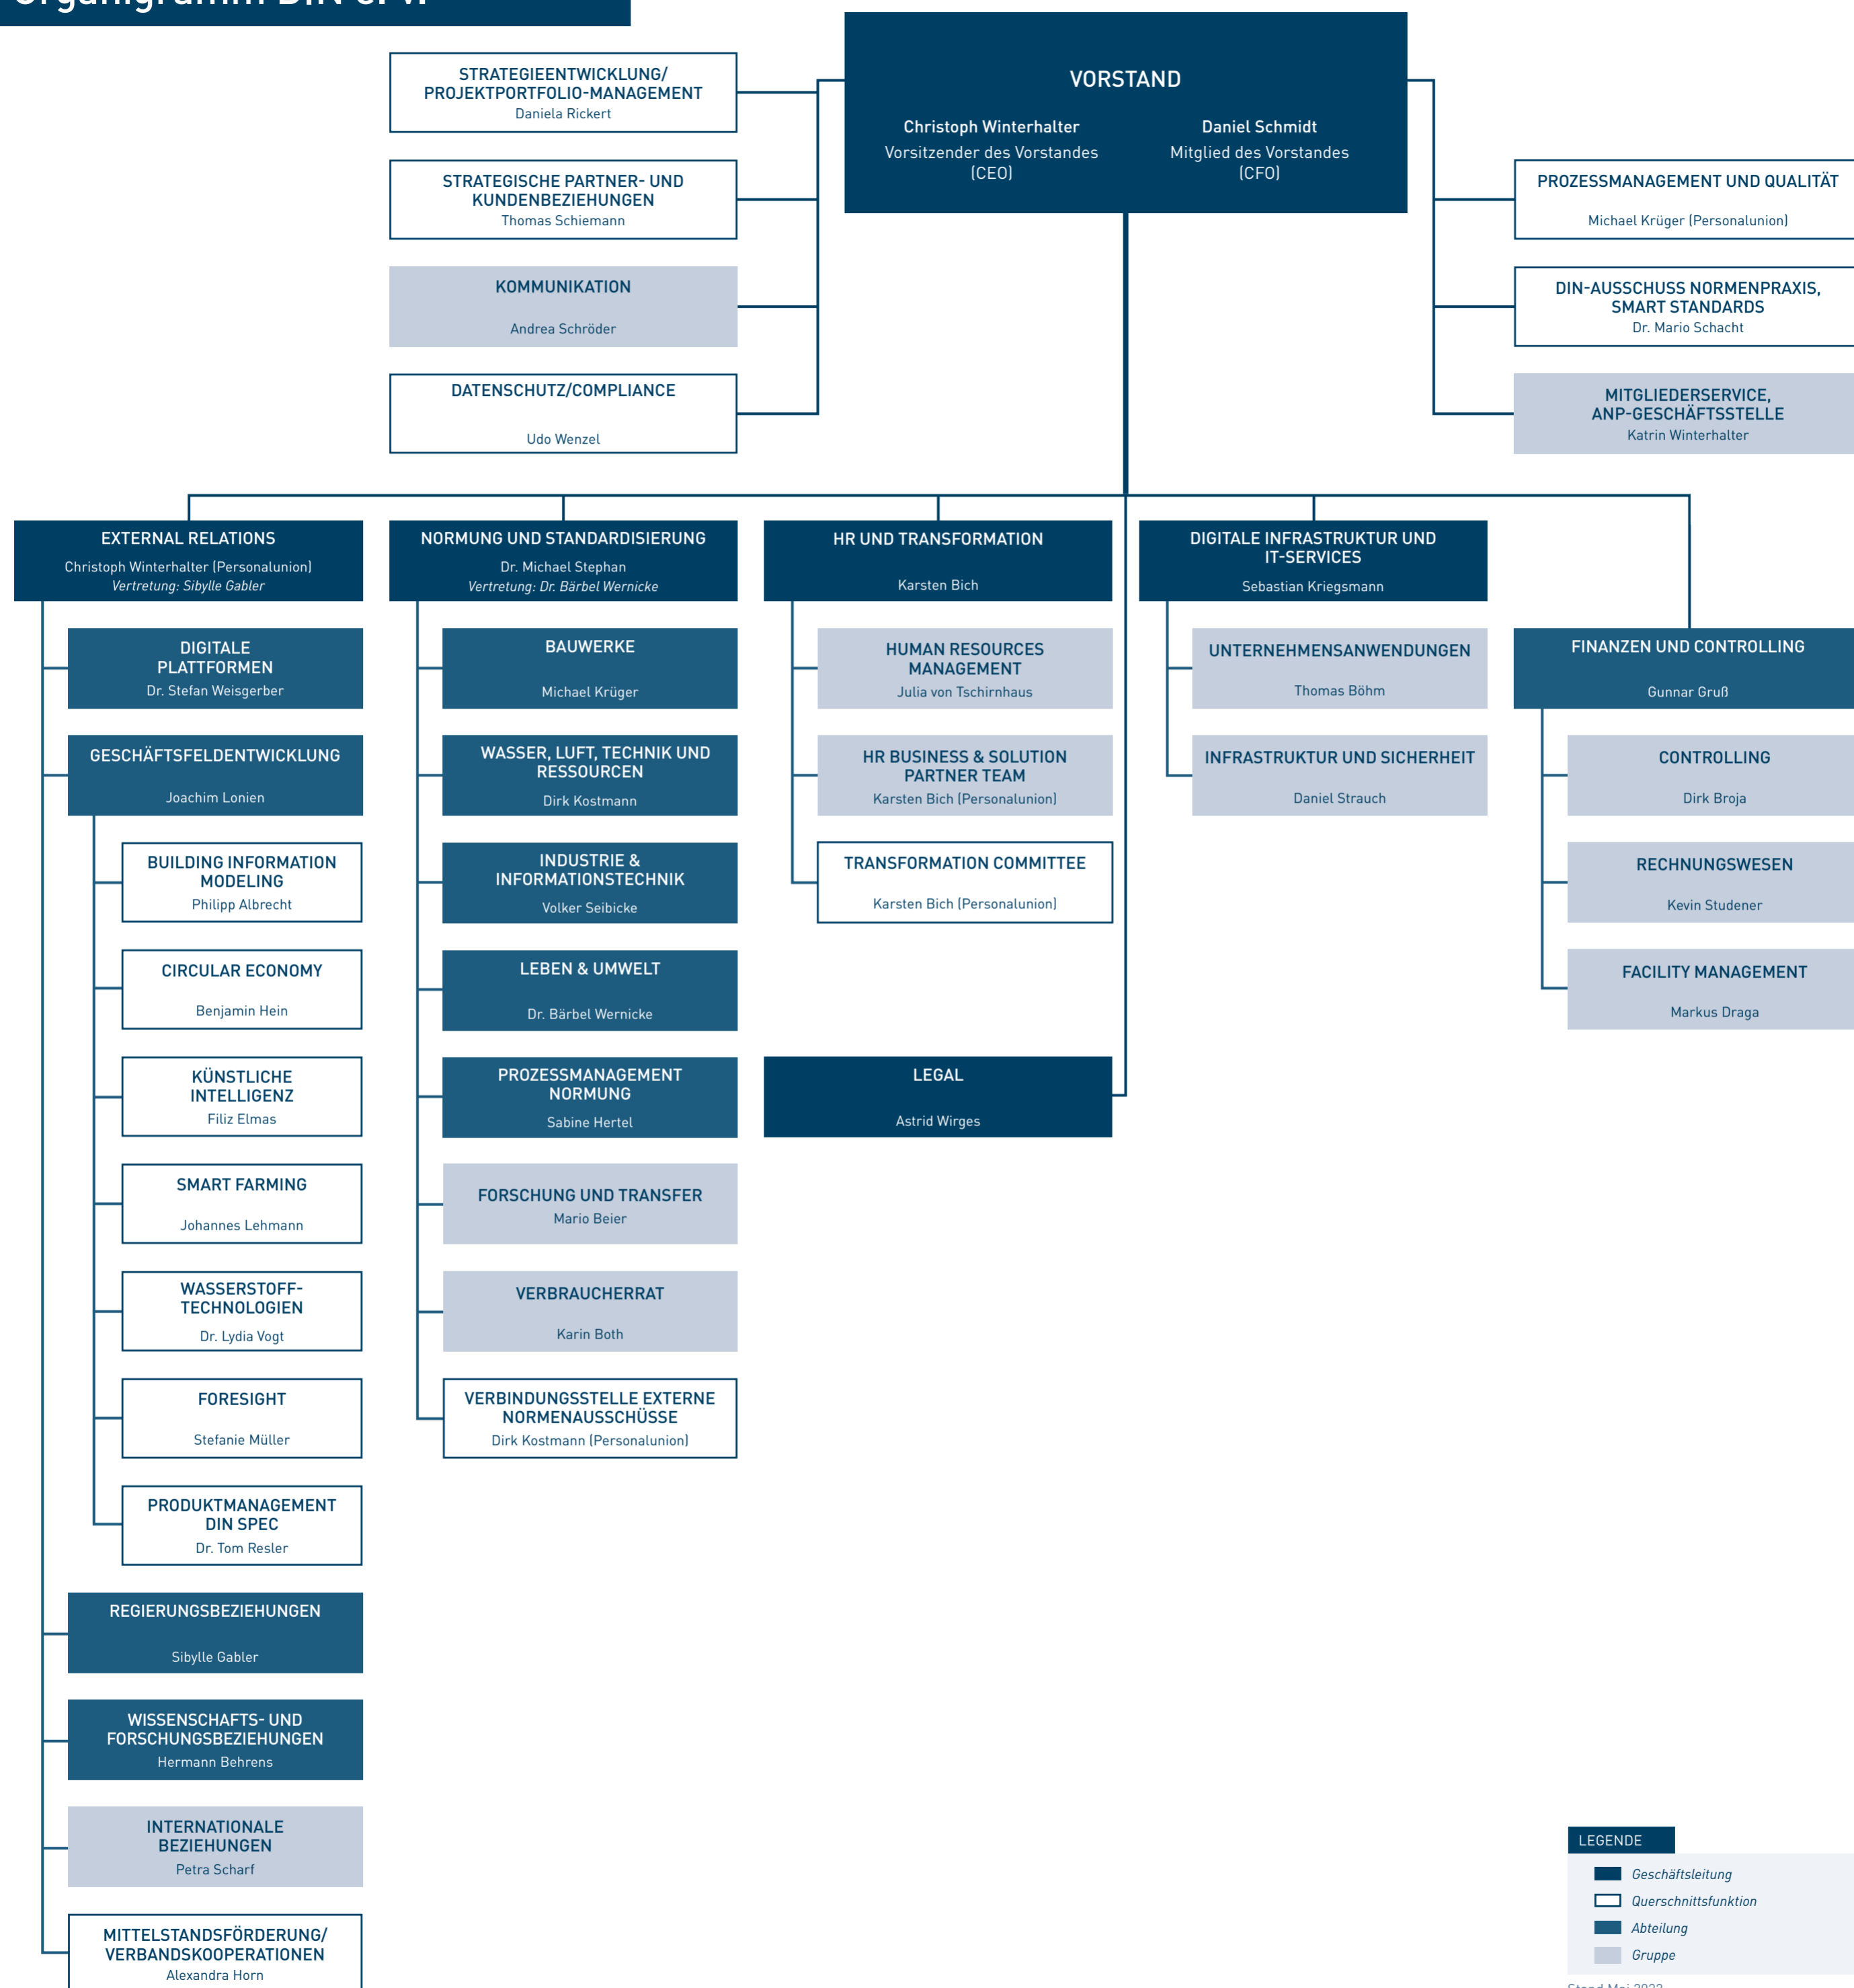 Organigramm DIN e. V.
VORSTAND
Christoph Winterhalter
Vorsitzender des Vorstandes
(CEO)
Daniel Schmidt
Mitglied des Vorstandes
(CFO)
STRATEGIEENTWICKLUNG/
PROJEKTPORTFOLIO-MANAGEMENT
Daniela Rickert
STRATEGISCHE PARTNER- UND
KUNDENBEZIEHUNGEN
Thomas Schiemann
KOMMUNIKATION
Andrea Schröder
DATENSCHUTZ/COMPLIANCE
Udo Wenzel
PROZESSMANAGEMENT UND QUALITÄT
Michael Krüger (Personalunion)
DIN-AUSSCHUSS NORMENPRAXIS,
SMART STANDARDS
Dr. Mario Schacht
MITGLIEDERSERVICE,
ANP-GESCHÄFTSSTELLE
Katrin Winterhalter
EXTERNAL RELATIONS
Christoph Winterhalter (Personalunion)
Vertretung: Sibylle Gabler
DIGITALE
PLATTFORMEN
Dr. Stefan Weisgerber
GESCHÄFTSFELDENTWICKLUNG
Joachim Lonien
BUILDING INFORMATION
MODELING
Philipp Albrecht
CIRCULAR ECONOMY
Benjamin Hein
KÜNSTLICHE
INTELLIGENZ
Filiz Elmas
SMART FARMING
Johannes Lehmann
WASSERSTOFF-
TECHNOLOGIEN
Dr. Lydia Vogt
FORESIGHT
Stefanie Müller
PRODUKTMANAGEMENT
DIN SPEC
Dr. Tom Resler
REGIERUNGSBEZIEHUNGEN
Sibylle Gabler
WISSENSCHAFTS- UND
FORSCHUNGSBEZIEHUNGEN
Hermann Behrens
INTERNATIONALE
BEZIEHUNGEN
Petra Scharf
MITTELSTANDSFÖRDERUNG/
VERBANDSKOOPERATIONEN
Alexandra Horn
NORMUNG UND STANDARDISIERUNG
Dr. Michael Stephan
Vertretung: Dr. Bärbel Wernicke
BAUWERKE
Michael Krüger
WASSER, LUFT, TECHNIK UND
RESSOURCEN
Dirk Kostmann
INDUSTRIE &
INFORMATIONSTECHNIK
Volker Seibicke
LEBEN & UMWELT
Dr. Bärbel Wernicke
PROZESSMANAGEMENT
NORMUNG
Sabine Hertel
FORSCHUNG UND TRANSFER
Mario Beier
VERBRAUCHERRAT
Karin Both
VERBINDUNGSSTELLE EXTERNE
NORMENAUSSCHÜSSE
Dirk Kostmann (Personalunion)
HR UND TRANSFORMATION
Karsten Bich
HUMAN RESOURCES
MANAGEMENT
Julia von Tschirnhaus
HR BUSINESS & SOLUTION
PARTNER TEAM
Karsten Bich (Personalunion)
TRANSFORMATION COMMITTEE
Karsten Bich (Personalunion)
LEGAL
Astrid Wirges
DIGITALE INFRASTRUKTUR UND
IT-SERVICES
Sebastian Kriegsmann
UNTERNEHMENSANWENDUNGEN
Thomas Böhm
INFRASTRUKTUR UND SICHERHEIT
Daniel Strauch
FINANZEN UND CONTROLLING
Gunnar Gruß
CONTROLLING
Dirk Broja
RECHNUNGSWESEN
Kevin Studener
FACILITY MANAGEMENT
Markus Draga
LEGENDE
Geschäftsleitung
Querschnittsfunktion
Abteilung
Gruppe
Stand Mai